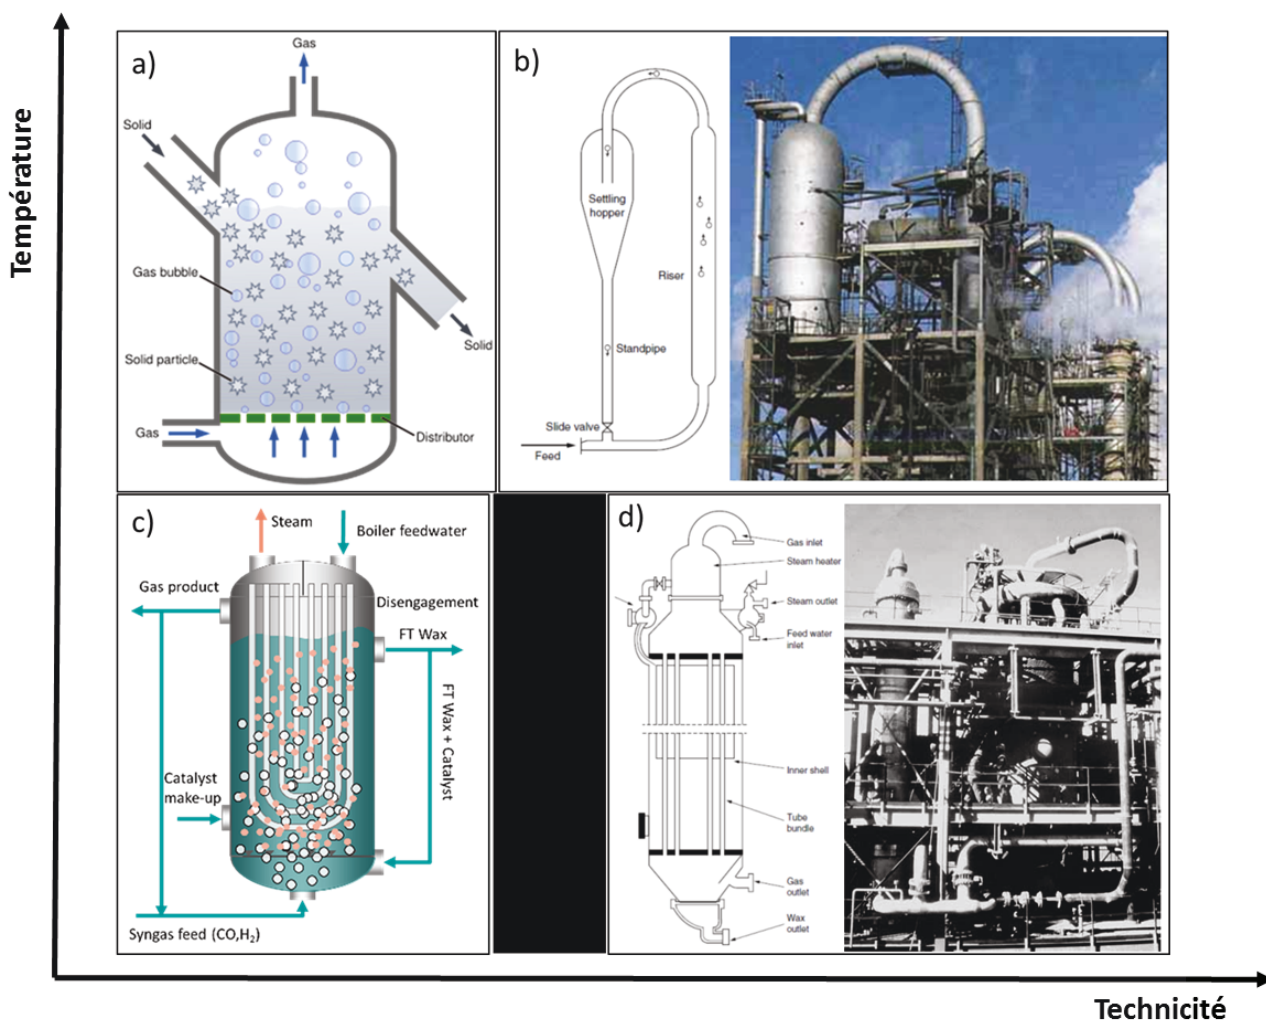 Température
a)
Gas
Solid
Gas bubble
Solid particle
Gas
Solid
Distributor
b)
Settling
hopper
Riser
Standpipe
Slide valve
Feed
c)
Steam
Boiler feedwater
Gas product
Disengagement
FT Wax
FT Wax + Catalyst
Catalyst
make-up
Syngas feed (CO,H₂)
d)
Gas inlet
Steam heater
Steam outlet
Feed water
inlet
Inner shell
Tube
bundle
Gas
outlet
Wax
outlet
Technicité